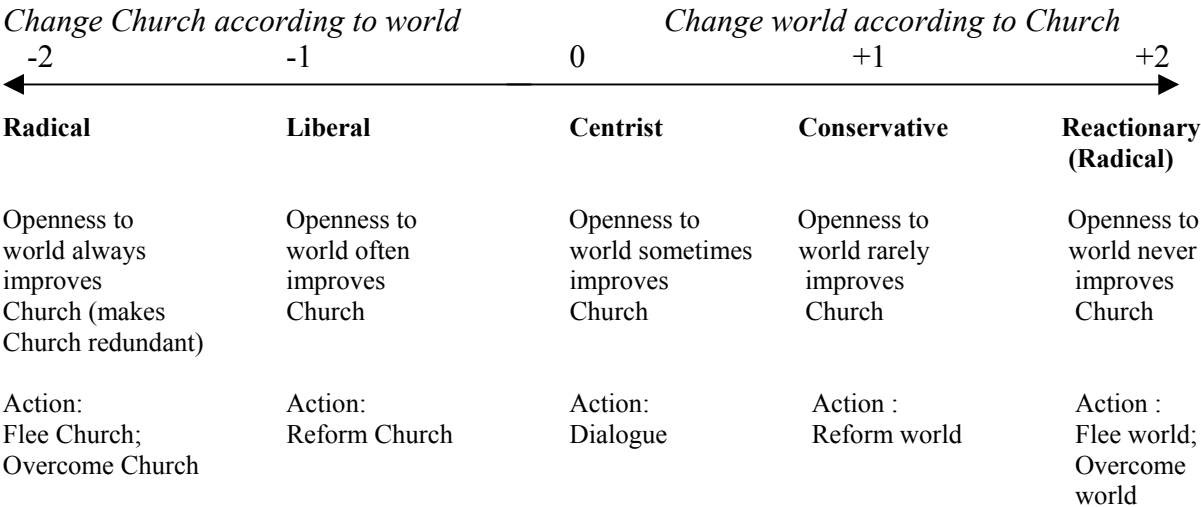 Change Church according to world Change world according to Church
-2 -1 0 +1 +2
Radical Liberal Centrist Conservative Reactionary
(Radical)
Openness to Openness to Openness to Openness to Openness to
world always world often world sometimes world rarely world never
improves improves improves improves improves
Church (makes Church Church Church Church
Church redundant)
Action: Action: Action: Action : Action :
Flee Church; Reform Church Dialogue Reform world Flee world;
Overcome Church Overcome
world